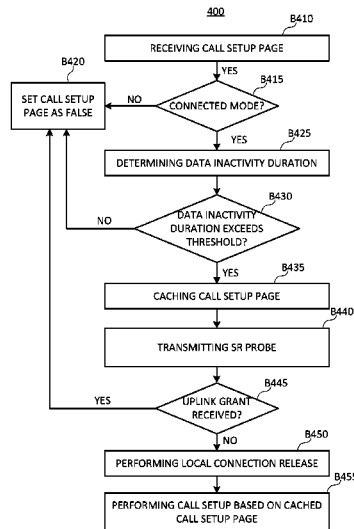 400
B410
RECEIVING CALL SETUP PAGE
B420
YES
B415
SET CALL SETUP
PAGE AS FALSE
NO
CONNECTED MODE?
YES
B425
DETERMINING DATA INACTIVITY DURATION
B430
NO
DATA INACTIVITY
DURATION EXCEEDS
THRESHOLD?
YES
B435
CACHING CALL SETUP PAGE
B440
TRANSMITTING SR PROBE
B445
YES
UPLINK GRANT
RECEIVED?
NO
B450
PERFORMING LOCAL CONNECTION RELEASE
B455
PERFORMING CALL SETUP BASED ON CACHED
CALL SETUP PAGE